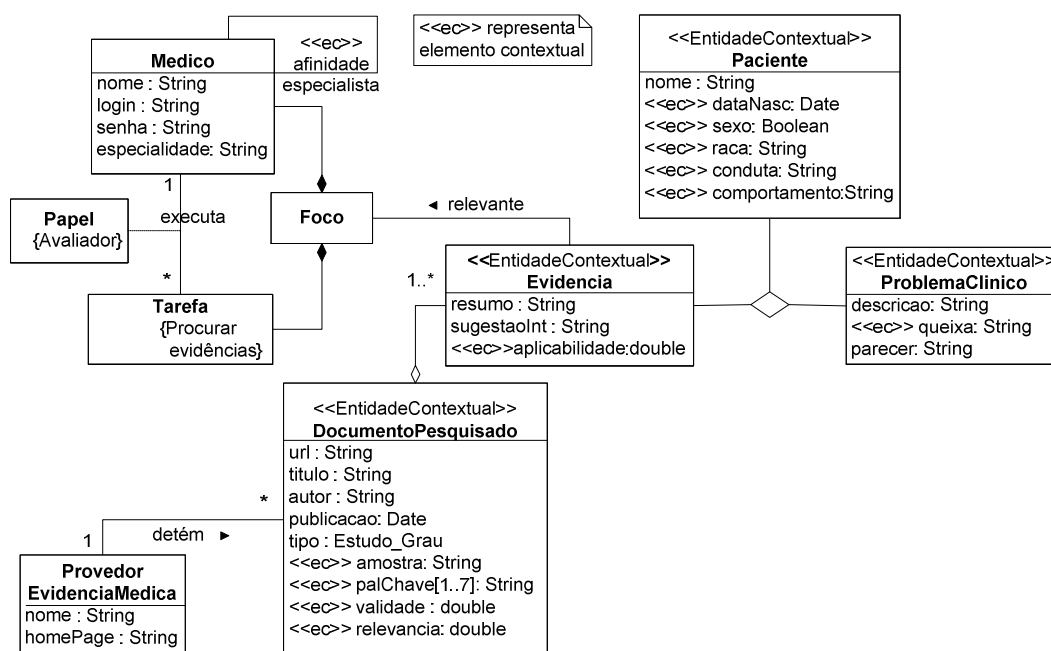 <<ec>>
afinidade
especialista
<<ec>> representa
elemento contextual
Medico
nome : String
login : String
senha : String
especialidade: String
<<EntidadeContextual>>
Paciente
nome : String
<<ec>> dataNasc: Date
<<ec>> sexo: Boolean
<<ec>> raca: String
<<ec>> conduta: String
<<ec>> comportamento:String
1
executa
*
Papel
{Avaliador}
Foco
◄ relevante
Tarefa
{Procurar
evidências}
1..*
<<EntidadeContextual>>
Evidencia
resumo : String
sugestaoInt : String
<<ec>>aplicabilidade:double
<<EntidadeContextual>>
ProblemaClinico
descricao: String
<<ec>> queixa: String
parecer: String
<<EntidadeContextual>>
DocumentoPesquisado
url : String
titulo : String
autor : String
publicacao : Date
tipo : Estudo_Grau
<<ec>> amostra: String
<<ec>> palChave[1..7]: String
<<ec>> validade : double
<<ec>> relevancia: double
*
detém ►
1
Provedor
EvidenciaMedica
nome : String
homePage : String